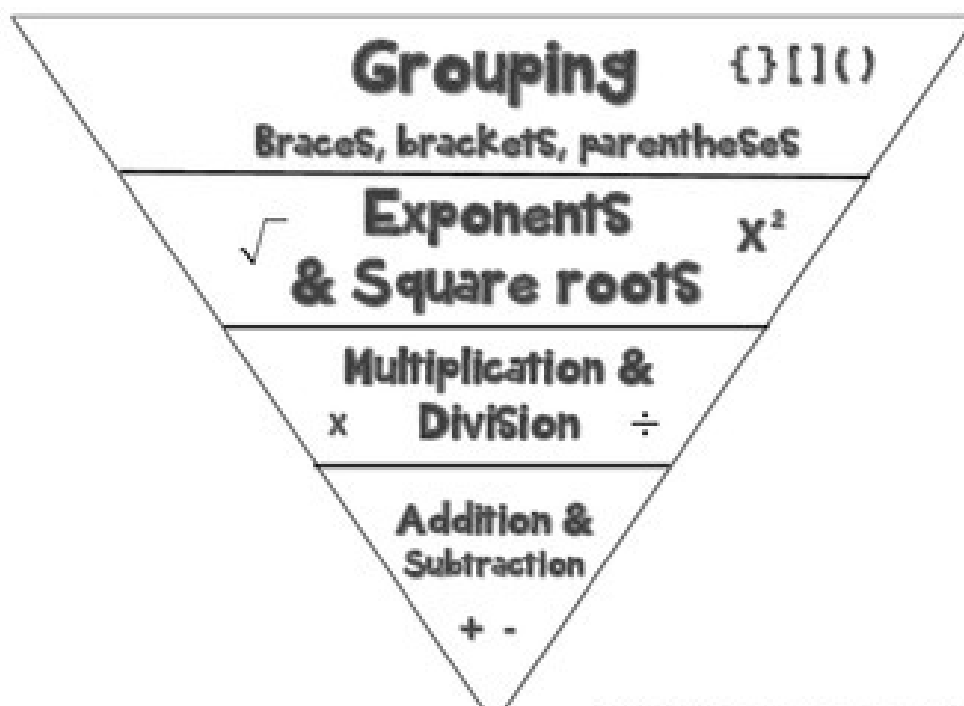 Grouping {}[]()
Braces, brackets, parentheses
√ Exponents x²
& Square roots
Multiplication &
x Division ÷
Addition &
Subtraction
+ -